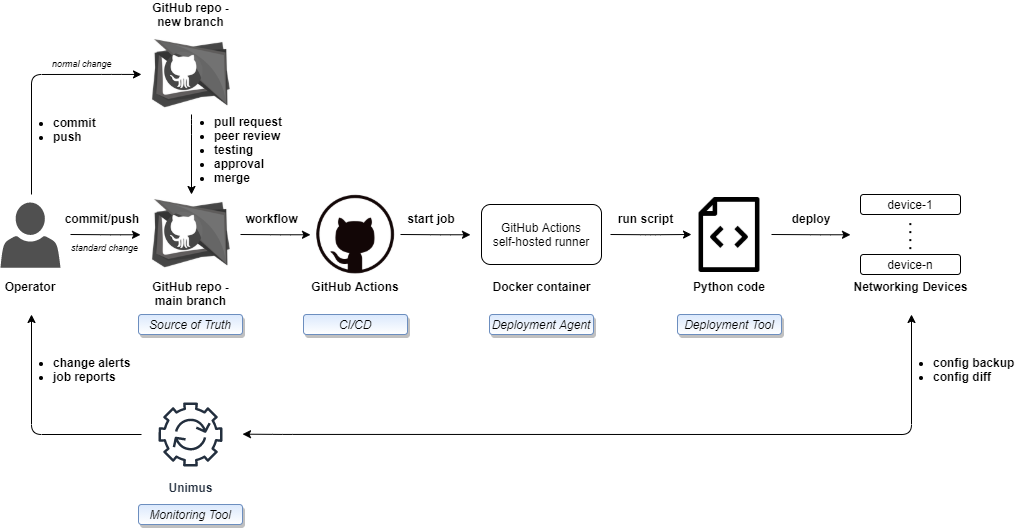 GitHub repo -
new branch
normal change
• commit
• push
• pull request
• peer review
• testing
• approval
• merge
commit/push
standard change
workflow
start job
GitHub Actions
self-hosted runner
run script
deploy
device-1
device-n
Operator
GitHub repo -
main branch
GitHub Actions
Docker container
Python code
Networking Devices
Source of Truth
CI/CD
Deployment Agent
Deployment Tool
• change alerts
• job reports
• config backup
• config diff
Unimus
Monitoring Tool